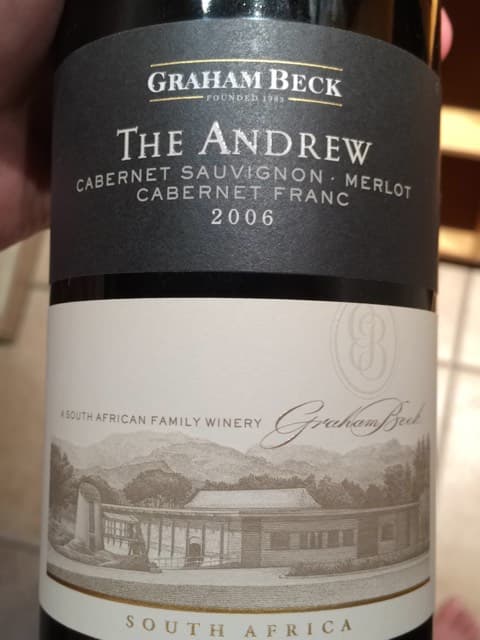 GRAHAM BECK
FOUNDED 1983
THE ANDREW
CABERNET SAUVIGNON · MERLOT
CABERNET FRANC
2006
GB
A SOUTH AFRICAN FAMILY WINERY Graham Beck
SOUTH AFRICA